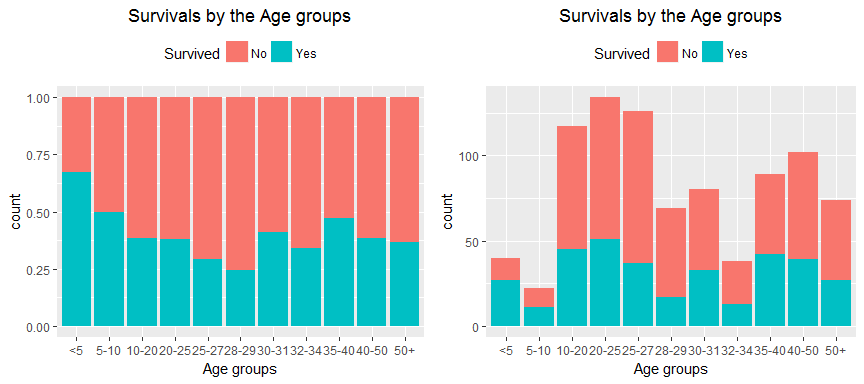 Survivals by the Age groups
Survived No Yes
1.00
0.75
0.50
0.25
0.00
count
<5 5-10 10-20 20-25 25-27 28-29 30-31 32-34 35-40 40-50 50+
Age groups
Survivals by the Age groups
Survived No Yes
100
50
0
count
<5 5-10 10-20 20-25 25-27 28-29 30-31 32-34 35-40 40-50 50+
Age groups